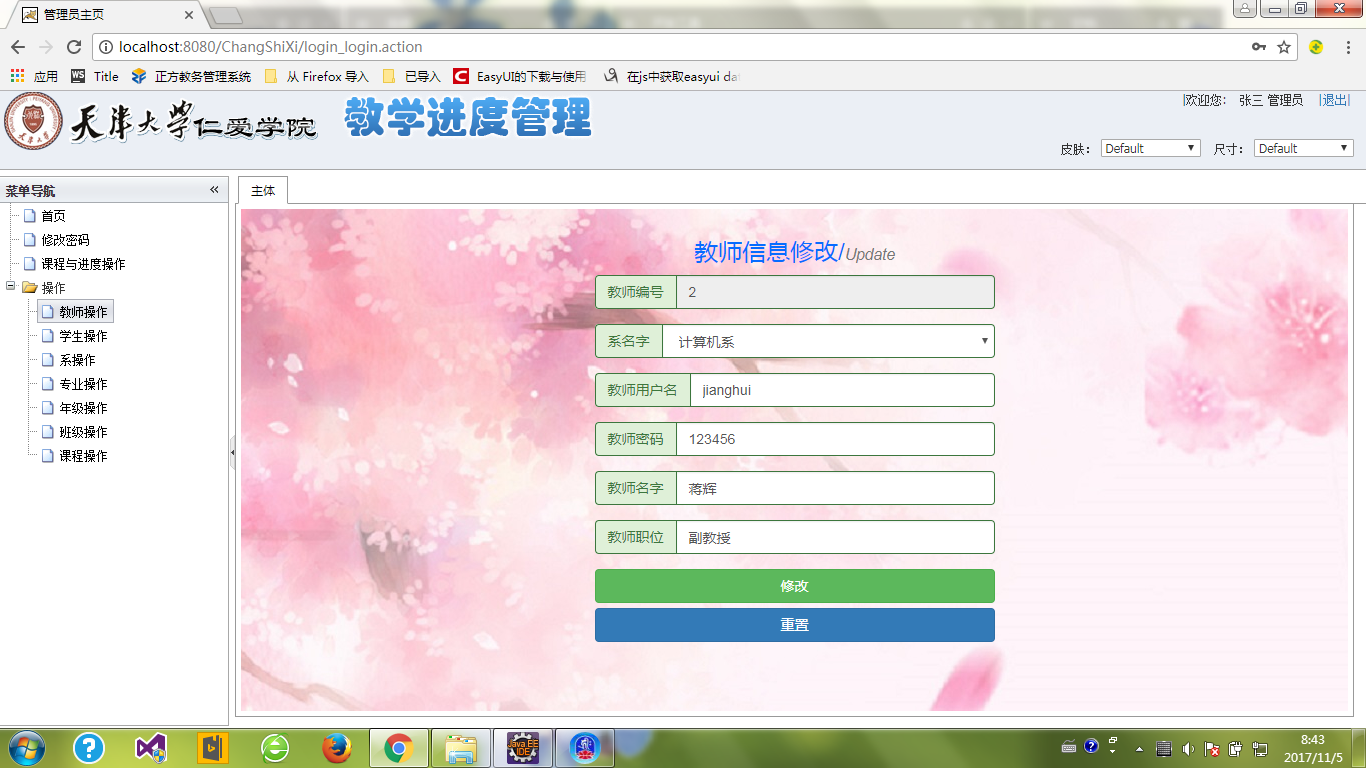 管理员主页
localhost:8080/ChangShiXi/login_login.action
应用 WS Title 正方教务管理系统 从 Firefox 导入 已导入 C EasyUI的下载与使用 在js中获取easyui dat
天津大学仁爱学院 教学进度管理
|欢迎您： 张三 管理员 |退出|
皮肤： Default 尺寸： Default
菜单导航
主体
首页
修改密码
课程与进度操作
操作
教师操作
学生操作
系操作
专业操作
年级操作
班级操作
课程操作
教师信息修改/Update
教师编号 2
系名字 计算机系
教师用户名 jianghui
教师密码 123456
教师名字 蒋辉
教师职位 副教授
修改
重置
Java EE
IDE
8:43
2017/11/5